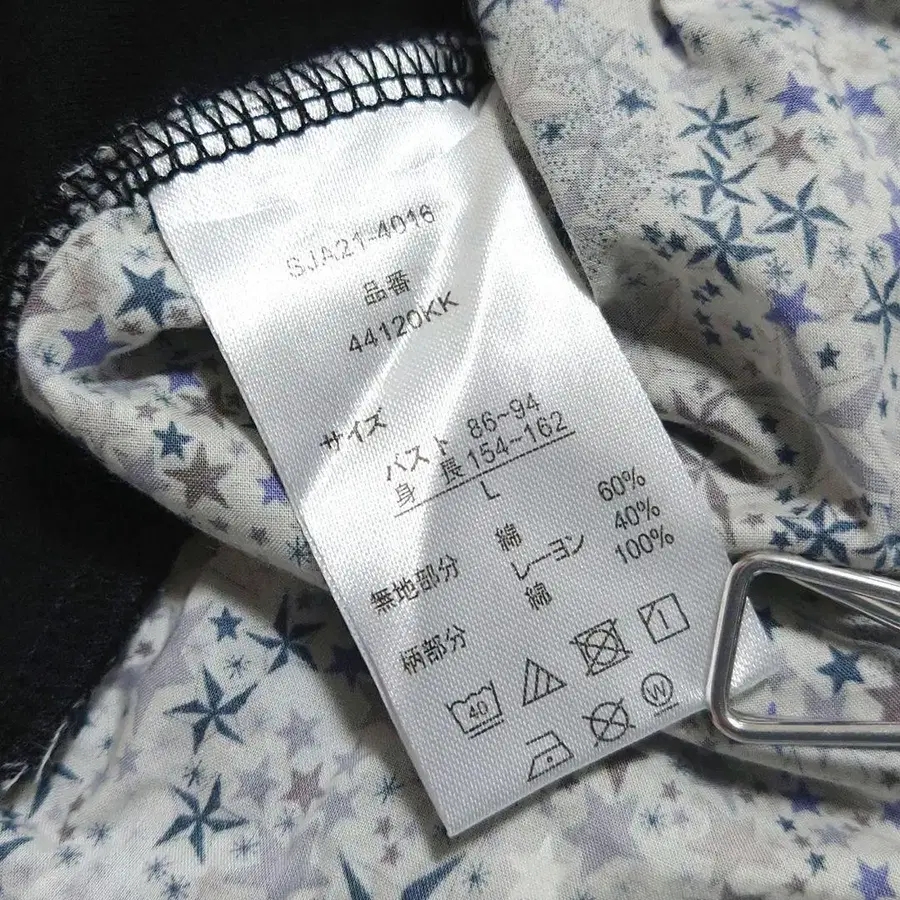 SJA21-4016
品番
44120KK
サイズ
バスト 86~94
身 長 154~162
L
無地部分 綿 60%
レーヨン 40%
柄部分 綿 100%
40
1
W